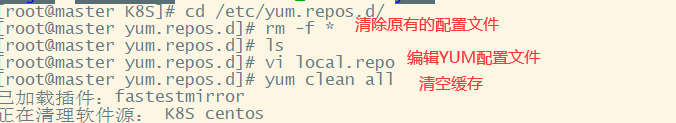 [root@master K8S]# cd /etc/yum.repos.d/
[root@master yum.repos.d]# rm -f * 清除原有的配置文件
[root@master yum.repos.d]# ls
[root@master yum.repos.d]# vi local.repo 编辑YUM配置文件
[root@master yum.repos.d]# yum clean all 清空缓存
已加载插件：fastestmirror
正在清理软件源： K8S centos